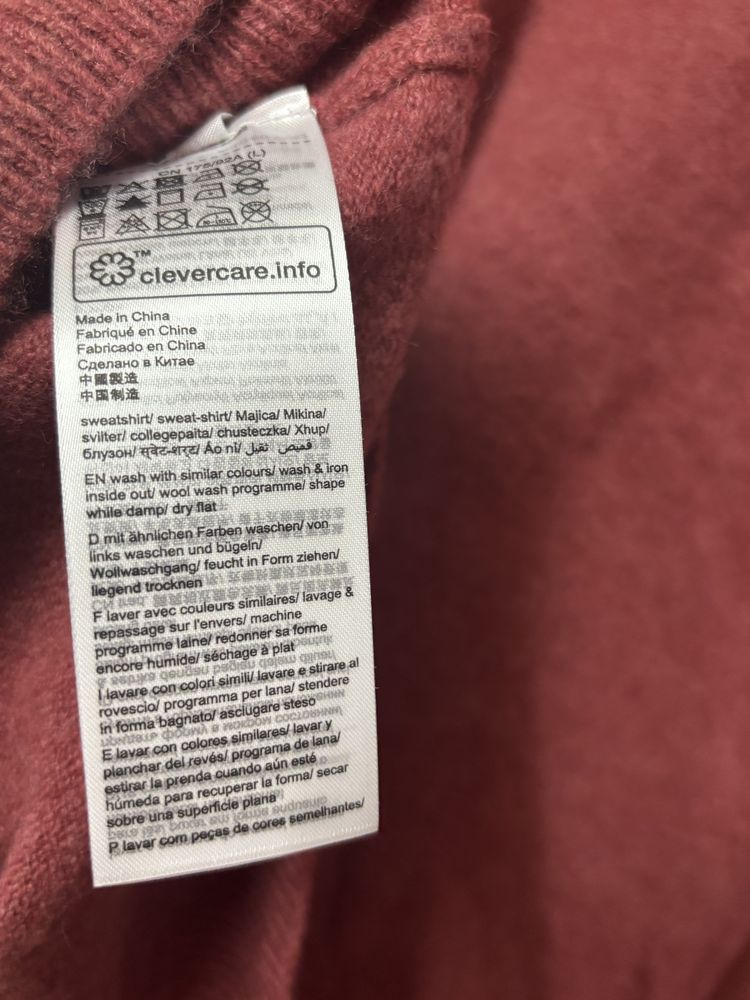 CN 175/92A (L)
™
clevercare.info
Made in China
Fabriqué en Chine
Fabricado en China
Сделано в Китае
中國製造
中国制造
sweatshirt/ sweat-shirt/ Majica/ Mikina/
svilter/ collegepaita/ chusteczka/ Xhup/
блузон/ स्वेट-शर्ट/ Áo nỉ/ قميص ثقيل
EN wash with similar colours/ wash & iron
inside out/ wool wash programme/ shape
while damp/ dry flat
D mit ähnlichen Farben waschen/ von
links waschen und bügeln/
Wollwaschgang/ feucht in Form ziehen/
liegend trocknen
F laver avec couleurs similaires/ lavage &
repassage sur l'envers/ machine
programme laine/ redonner sa forme
encore humide/ séchage à plat
I lavare con colori simili/ lavare e stirare al
rovescio/ programma per lana/ stendere
in forma bagnato/ asciugare steso
E lavar con colores similares/ lavar y
planchar del revés/ programa de lana/
estirar la prenda cuando aún esté
húmeda para recuperar la forma/ secar
sobre una superficie plana
P lavar com peças de cores semelhantes/